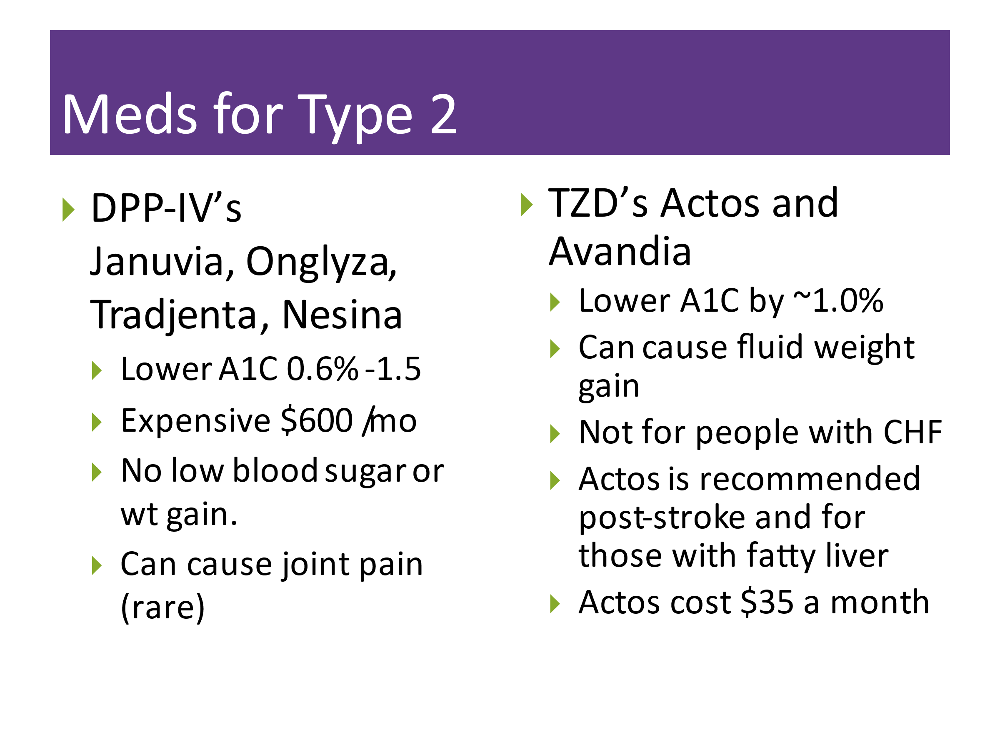 Meds for Type 2
DPP-IV’s
Januvia, Onglyza,
Tradjenta, Nesina
Lower A1C 0.6% -1.5
Expensive $600 /mo
No low blood sugar or
wt gain.
Can cause joint pain
(rare)
TZD’s Actos and
Avandia
Lower A1C by ~1.0%
Can cause fluid weight
gain
Not for people with CHF
Actos is recommended
post-stroke and for
those with fatty liver
Actos cost $35 a month